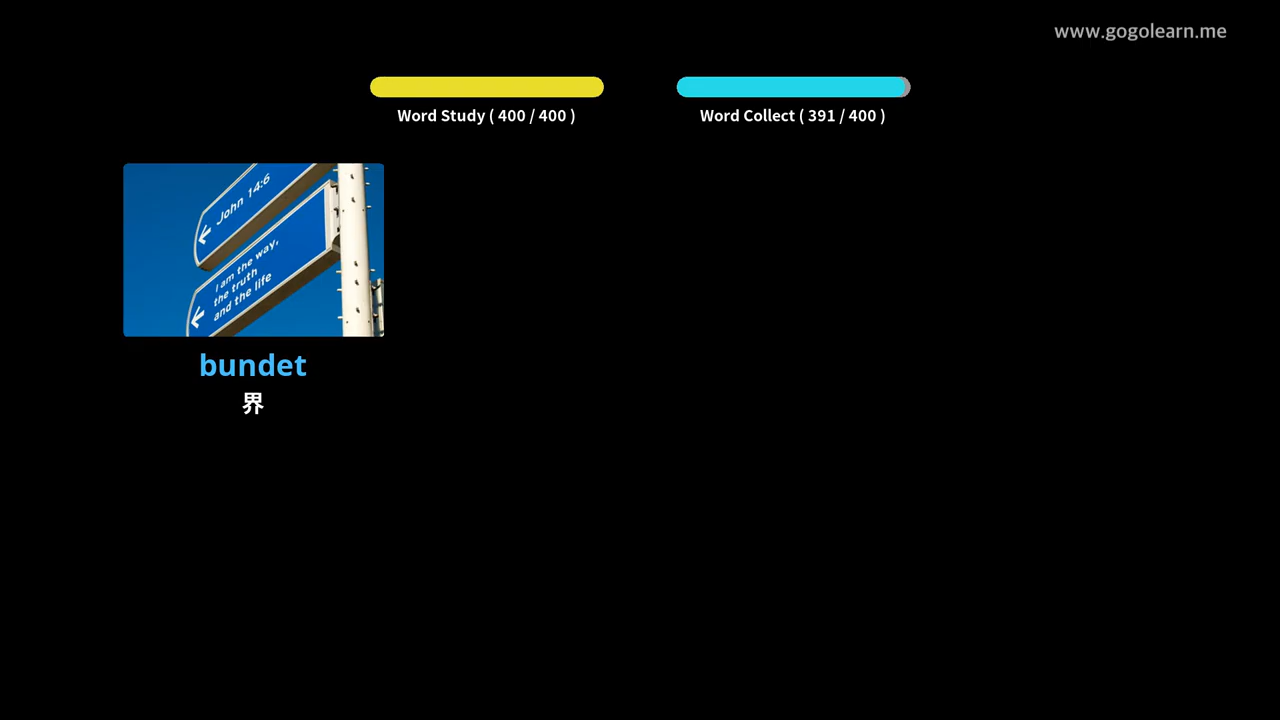 www.gogolearn.me
Word Study ( 400 / 400 )
Word Collect ( 391 / 400 )
John 14:6
I am the way,
the truth
and the life
bundet
界